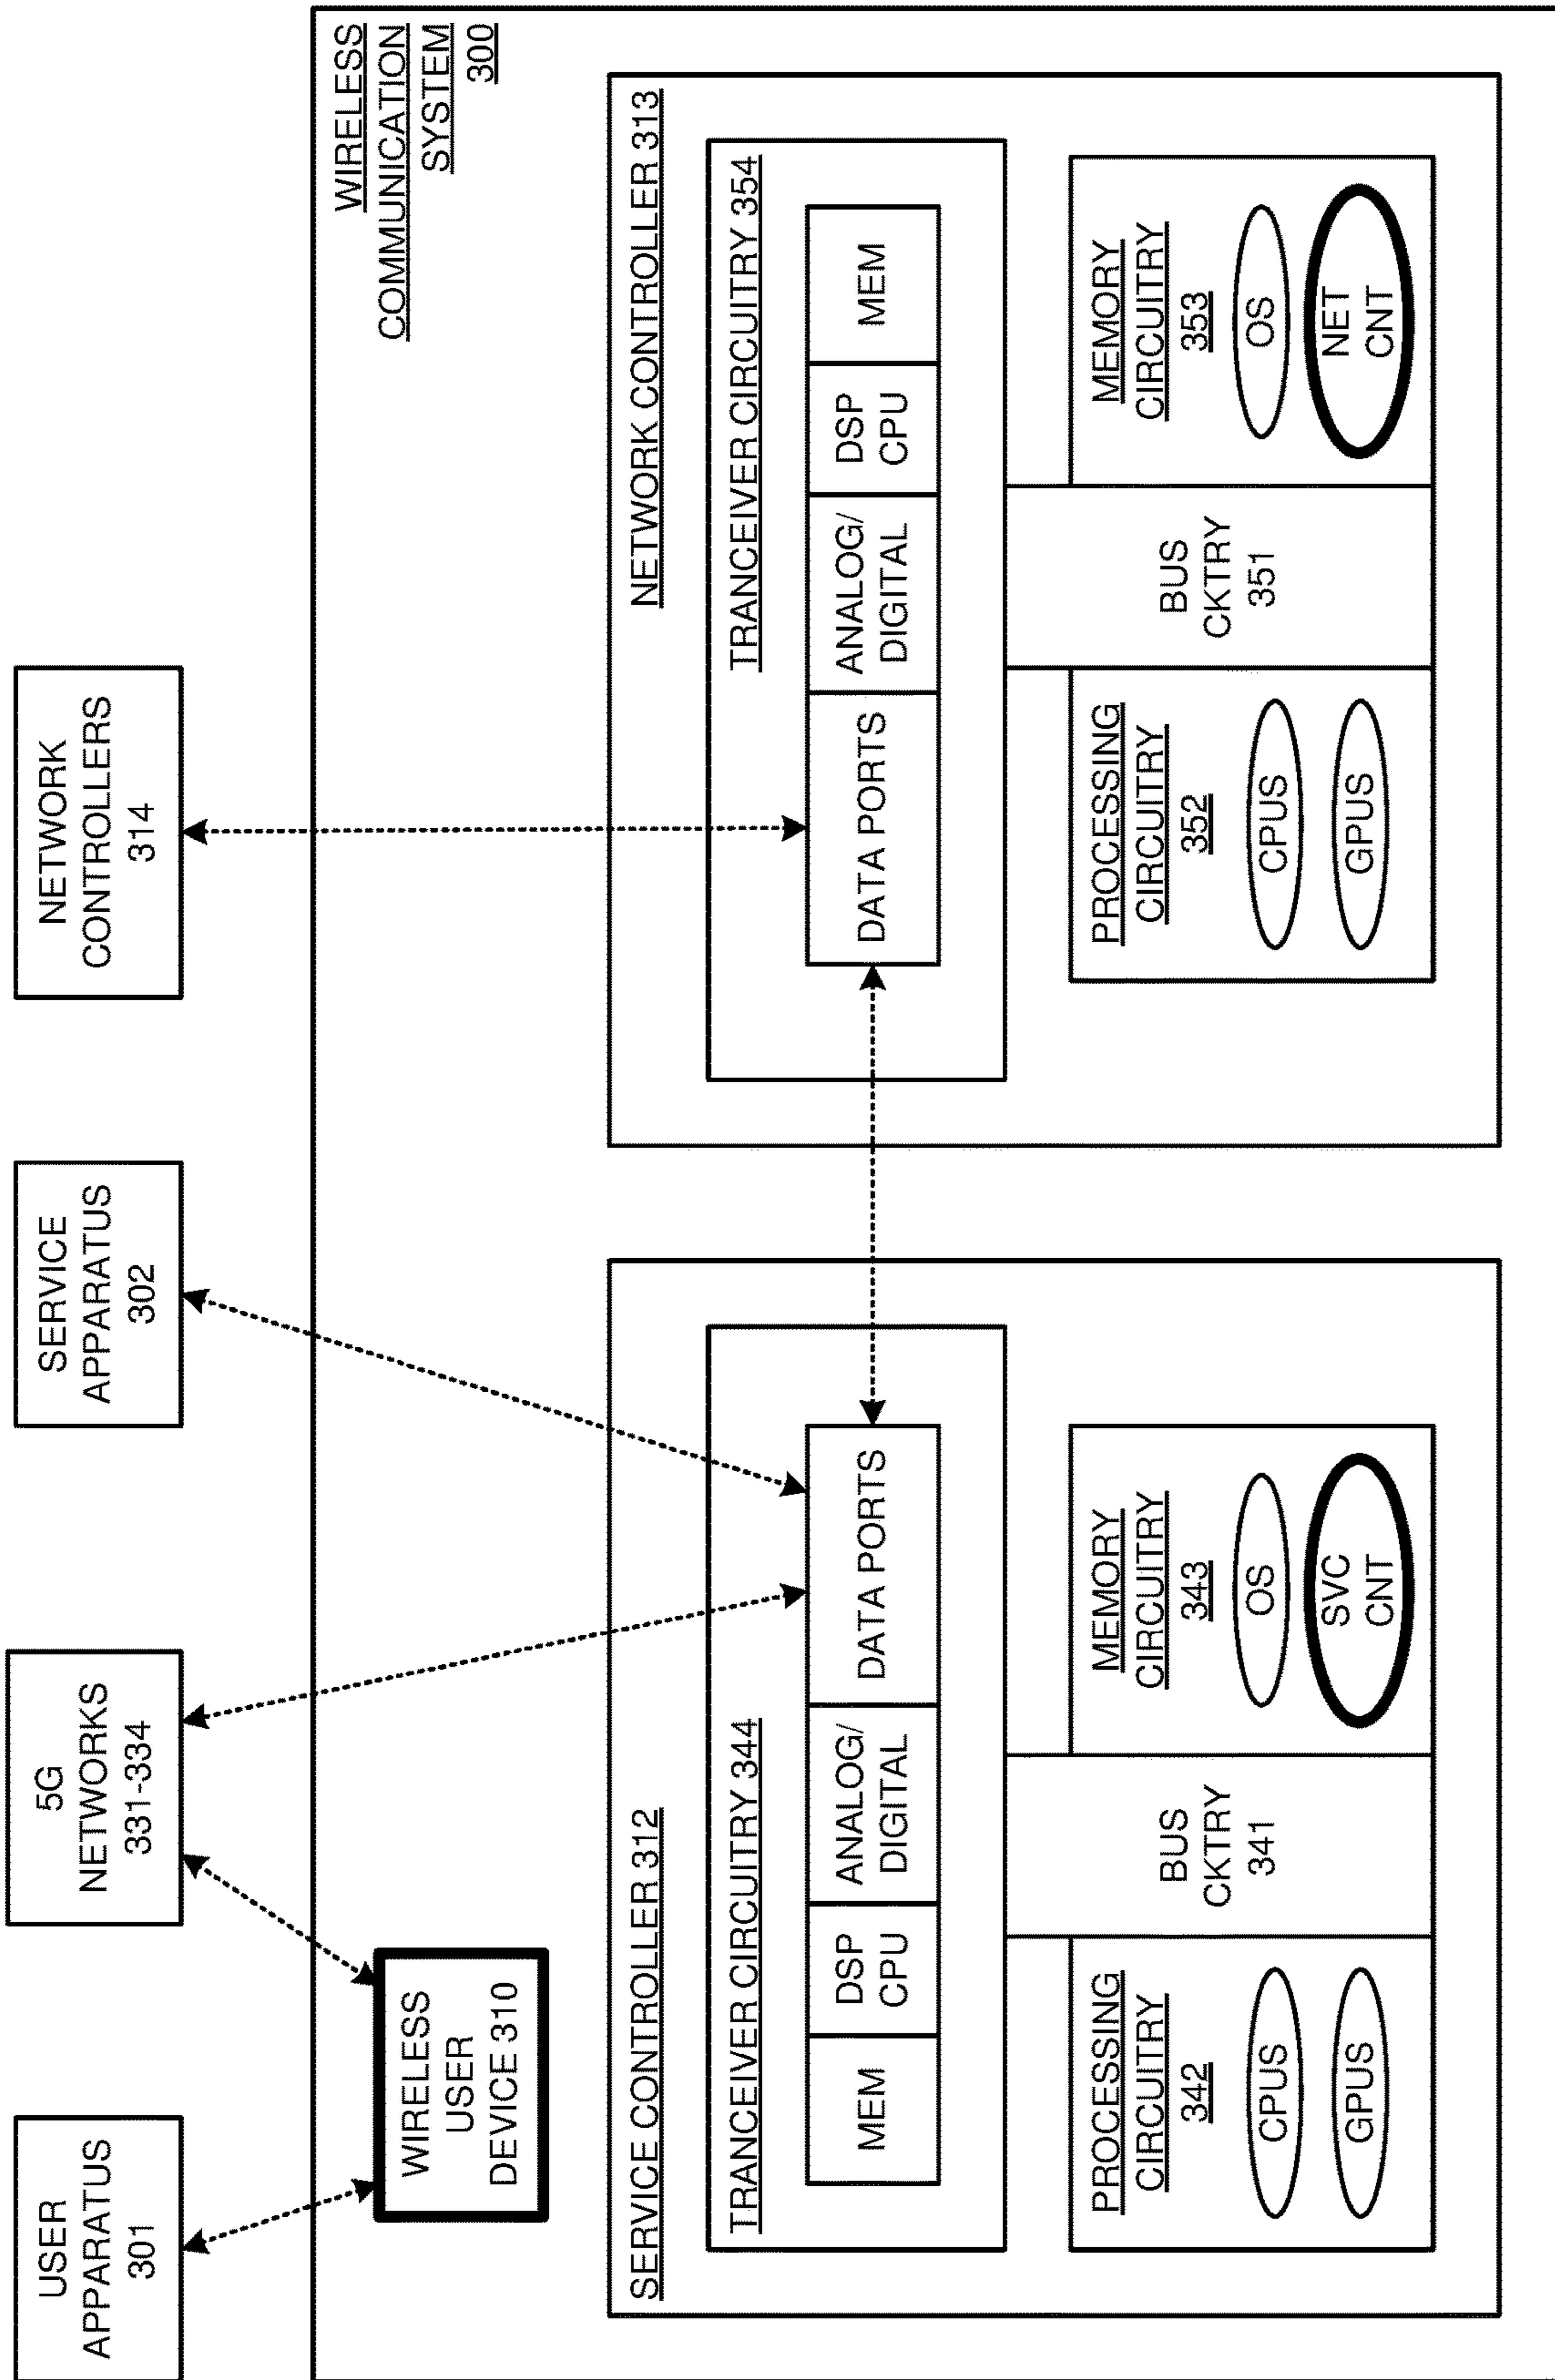 USER
APPARATUS
301
5G
NETWORKS
331-334
SERVICE
APPARATUS
302
NETWORK
CONTROLLERS
314
WIRELESS
COMMUNICATION
SYSTEM
300
WIRELESS
USER
DEVICE 310
SERVICE CONTROLLER 312
TRANCEIVER CIRCUITRY 344
MEM
DSP
CPU
ANALOG/
DIGITAL
DATA PORTS
PROCESSING
CIRCUITRY
342
CPUS
GPUS
BUS
CKTRY
341
MEMORY
CIRCUITRY
343
OS
SVC
CNT
NETWORK CONTROLLER 313
TRANCEIVER CIRCUITRY 354
DATA PORTS
ANALOG/
DIGITAL
DSP
CPU
MEM
PROCESSING
CIRCUITRY
352
CPUS
GPUS
BUS
CKTRY
351
MEMORY
CIRCUITRY
353
OS
NET
CNT